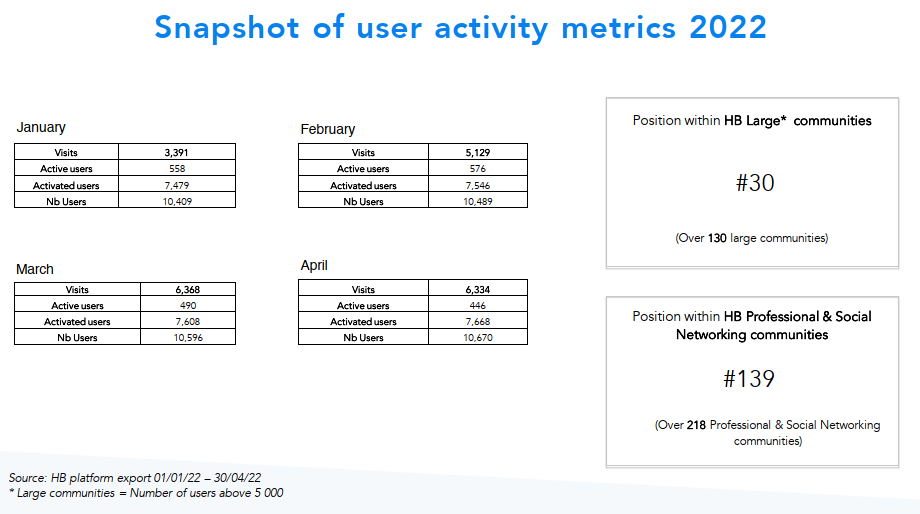 Snapshot of user activity metrics 2022
January
Visits 3,391
Active users 558
Activated users 7,479
Nb Users 10,409
February
Visits 5,129
Active users 576
Activated users 7,546
Nb Users 10,489
March
Visits 6,368
Active users 490
Activated users 7,608
Nb Users 10,596
April
Visits 6,334
Active users 446
Activated users 7,668
Nb Users 10,670
Position within HB Large* communities
#30
(Over 130 large communities)
Position within HB Professional & Social
Networking communities
#139
(Over 218 Professional & Social Networking
communities)
Source: HB platform export 01/01/22 – 30/04/22
* Large communities = Number of users above 5 000